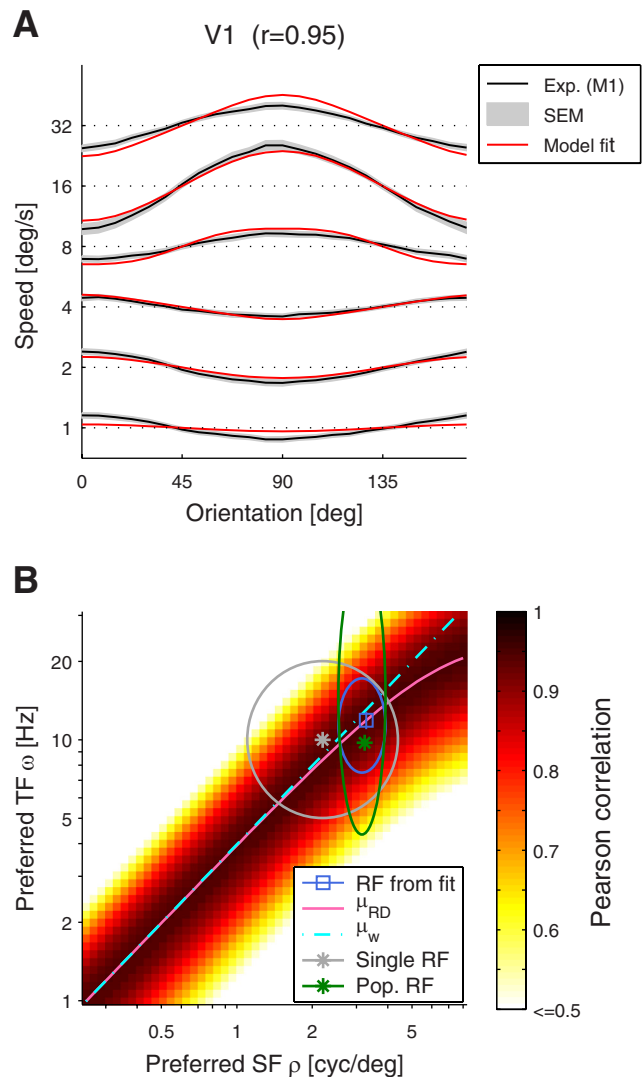 A
V1 (r=0.95)
Exp. (M1)
SEM
Model fit
Speed [deg/s]
32
16
8
4
2
1
0
45
90
135
Orientation [deg]
B
Preferred TF ω [Hz]
20
10
5
2
1
0.5
1
2
5
Preferred SF ρ [cyc/deg]
RF from fit
μRD
μw
Single RF
Pop. RF
1
0.9
0.8
0.7
0.6
<=0.5
Pearson correlation